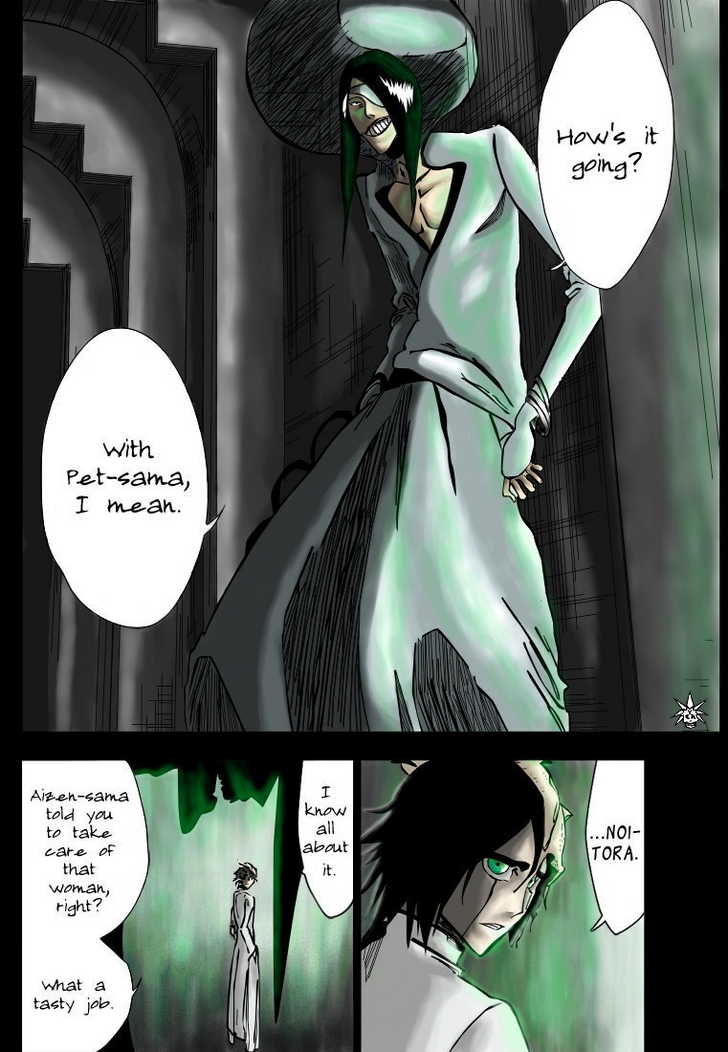 How's it
going?
With
Pet-sama,
I mean.
...NOI-
TORA.
I
know
all
about
it.
Aizen-sama
told you
to take
care of
that
woman,
right?
What a
tasty job.